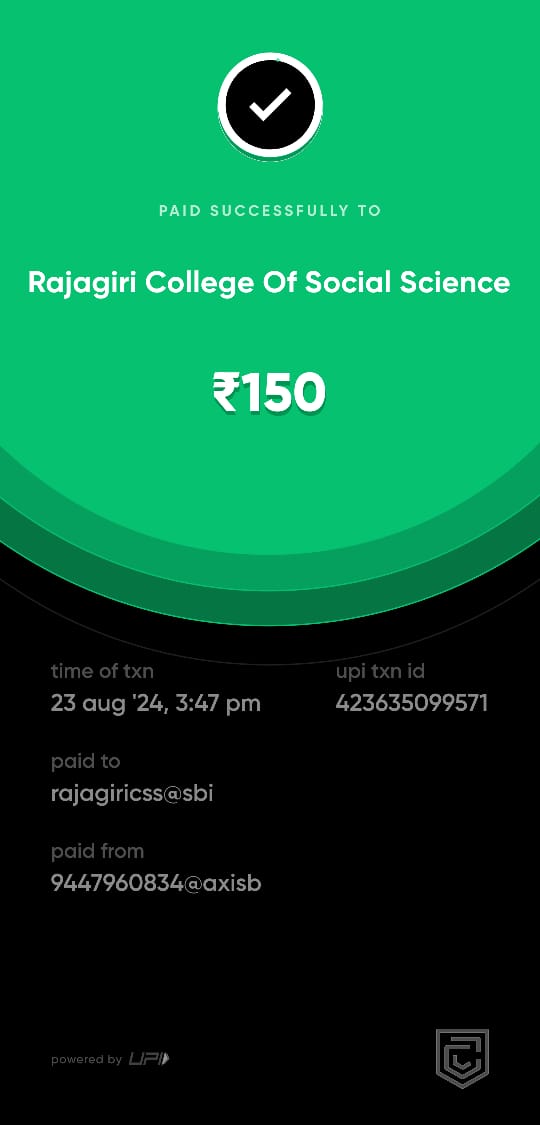 PAID SUCCESSFULLY TO
Rajagiri College Of Social Science
₹150
time of txn
23 aug '24, 3:47 pm
upi txn id
423635099571
paid to
rajagiricss@sbi
paid from
9447960834@axisb
powered by UPI